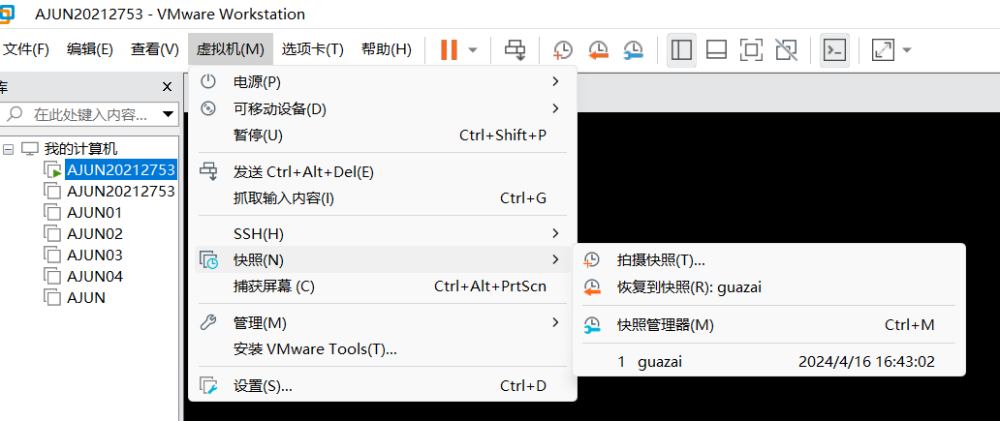 AJUN20212753 - VMware Workstation
文件(F) 编辑(E) 查看(V) 虚拟机(M) 选项卡(T) 帮助(H)
库 x
在此处键入内容...
我的计算机
AJUN20212753
AJUN20212753
AJUN01
AJUN02
AJUN03
AJUN04
AJUN
电源(P)
可移动设备(D)
暂停(U) Ctrl+Shift+P
发送 Ctrl+Alt+Del(E)
抓取输入内容(I) Ctrl+G
SSH(H)
快照(N)
捕获屏幕 (C) Ctrl+Alt+PrtScn
管理(M)
安装 VMware Tools(T)...
设置(S)... Ctrl+D
拍摄快照(T)...
恢复到快照(R): guazai
快照管理器(M) Ctrl+M
1 guazai 2024/4/16 16:43:02